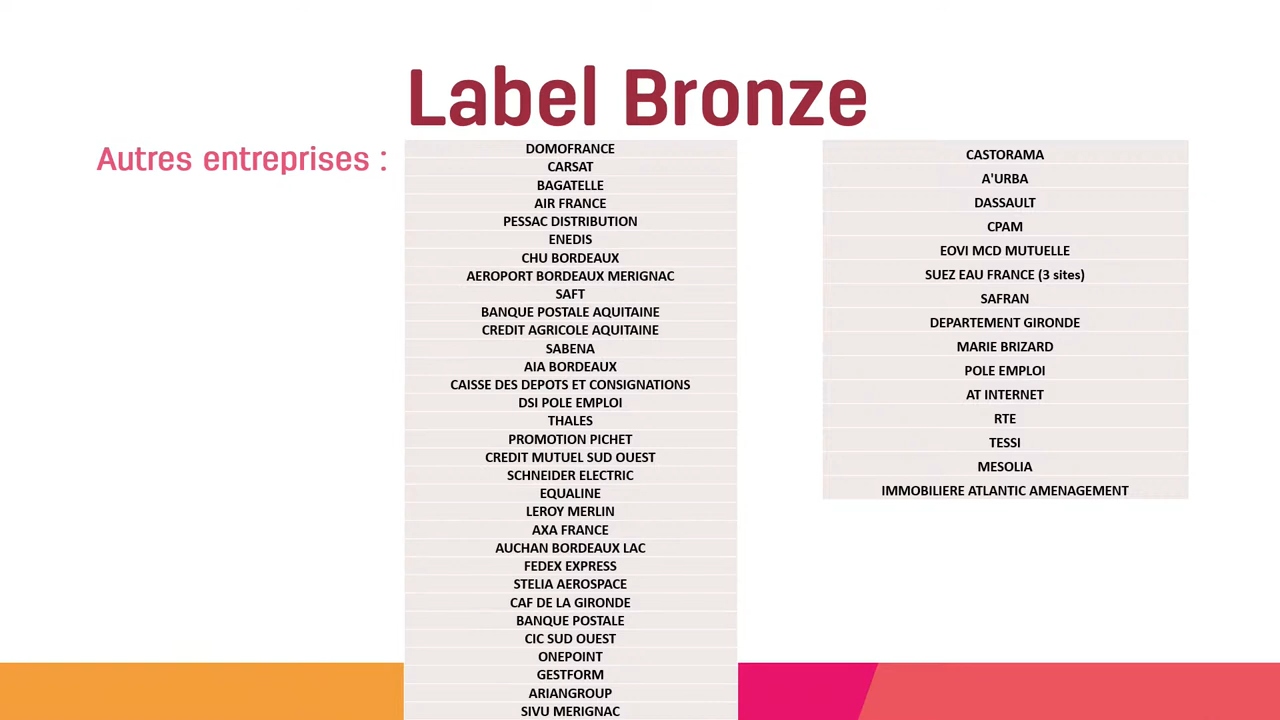 Label Bronze
Autres entreprises :
DOMOFRANCE
CARSAT
BAGATELLE
AIR FRANCE
PESSAC DISTRIBUTION
ENEDIS
CHU BORDEAUX
AEROPORT BORDEAUX MERIGNAC
SAFT
BANQUE POSTALE AQUITAINE
CREDIT AGRICOLE AQUITAINE
SABENA
AIA BORDEAUX
CAISSE DES DEPOTS ET CONSIGNATIONS
DSI POLE EMPLOI
THALES
PROMOTION PICHET
CREDIT MUTUEL SUD OUEST
SCHNEIDER ELECTRIC
EQUALINE
LEROY MERLIN
AXA FRANCE
AUCHAN BORDEAUX LAC
FEDEX EXPRESS
STELIA AEROSPACE
CAF DE LA GIRONDE
BANQUE POSTALE
CIC SUD OUEST
ONEPOINT
GESTFORM
ARIANGROUP
SIVU MERIGNAC
CASTORAMA
A'URBA
DASSAULT
CPAM
EOVI MCD MUTUELLE
SUEZ EAU FRANCE (3 sites)
SAFRAN
DEPARTEMENT GIRONDE
MARIE BRIZARD
POLE EMPLOI
AT INTERNET
RTE
TESSI
MESOLIA
IMMOBILIERE ATLANTIC AMENAGEMENT